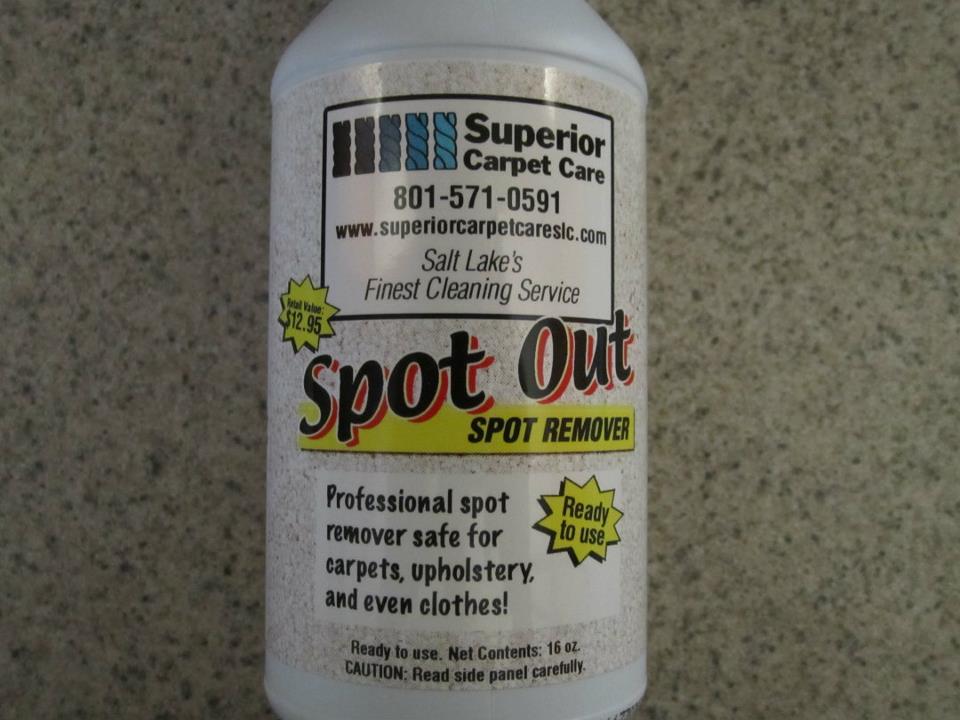 Superior
Carpet Care
801-571-0591
www.superiorcarpetcareslc.com
Salt Lake's
Finest Cleaning Service
Retail Value:
$12.95
Spot Out
SPOT REMOVER
Professional spot
remover safe for
carpets, upholstery,
and even clothes!
Ready
to use
Ready to use. Net Contents: 16 oz.
CAUTION: Read side panel carefully.